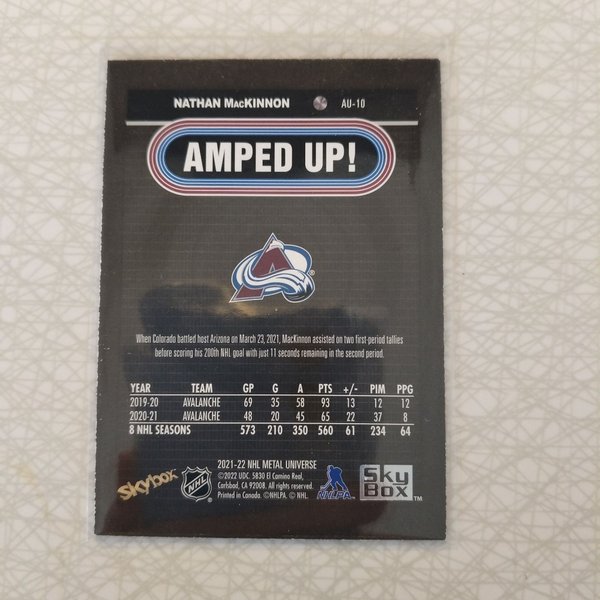 NATHAN MacKINNON AU-10
AMPED UP!
A
®
When Colorado battled host Arizona on March 23, 2021, MacKinnon assisted on two first-period tallies
before scoring his 200th NHL goal with just 11 seconds remaining in the second period.
YEAR TEAM GP G A PTS +/- PIM PPG
2019-20 AVALANCHE 69 35 58 93 13 12 12
2020-21 AVALANCHE 48 20 45 65 22 37 8
8 NHL SEASONS 573 210 350 560 61 234 64
2021-22 NHL METAL UNIVERSE
©2022 UDC. 5830 El Camino Real,
Carlsbad, CA 92008. All rights reserved.
Printed in Canada. ©NHLPA. © NHL.
skybox
NHL
NHLPA
Sky
Box
TM